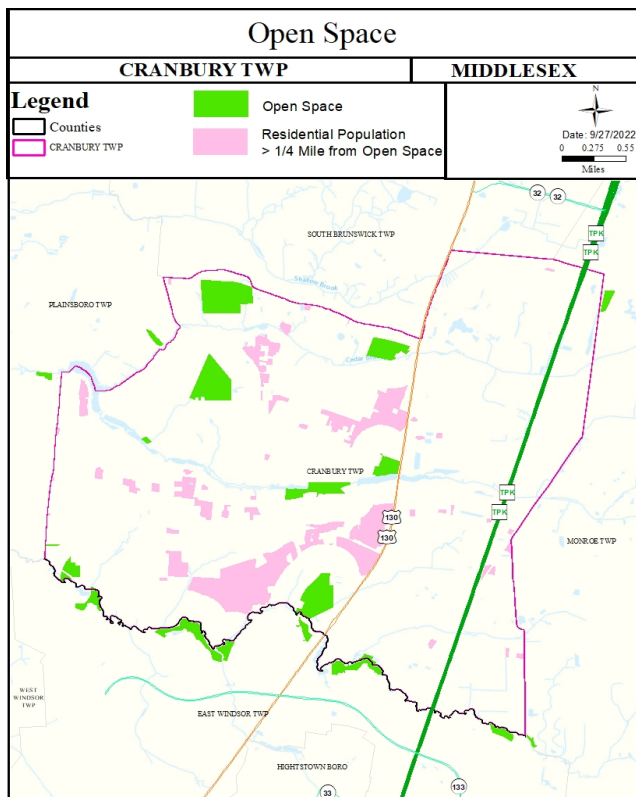 Open Space
CRANBURY TWP
MIDDLESEX
Legend
Counties
CRANBURY TWP
Open Space
Residential Population
> 1/4 Mile from Open Space
N
Date: 9/27/2022
0 0.275 0.55
Miles
32 32
SOUTH BRUNSWICK TWP
TPK
TPK
Shallow Brook
PLAINSBORO TWP
Cedar
CRANBURY TWP
TPK
TPK
130
130
MONROE TWP
WEST
WINDSOR
TWP
EAST WINDSOR TWP
HIGHTSTOWN BORO
133
33